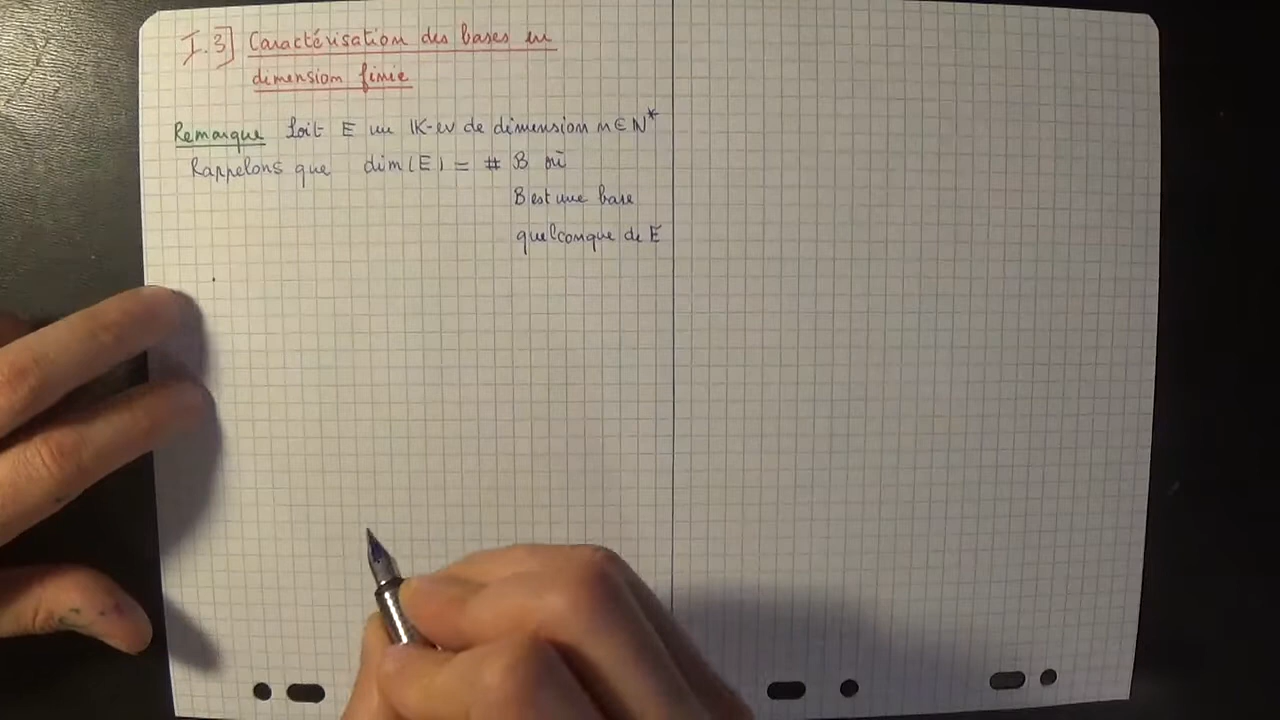 I.3] Caractérisation des bases en
dimension finie
Remarque Soit E un K-ev de dimension n ∈ N*
Rappelons que dim(E) = # B où
B est une base
quelconque de E